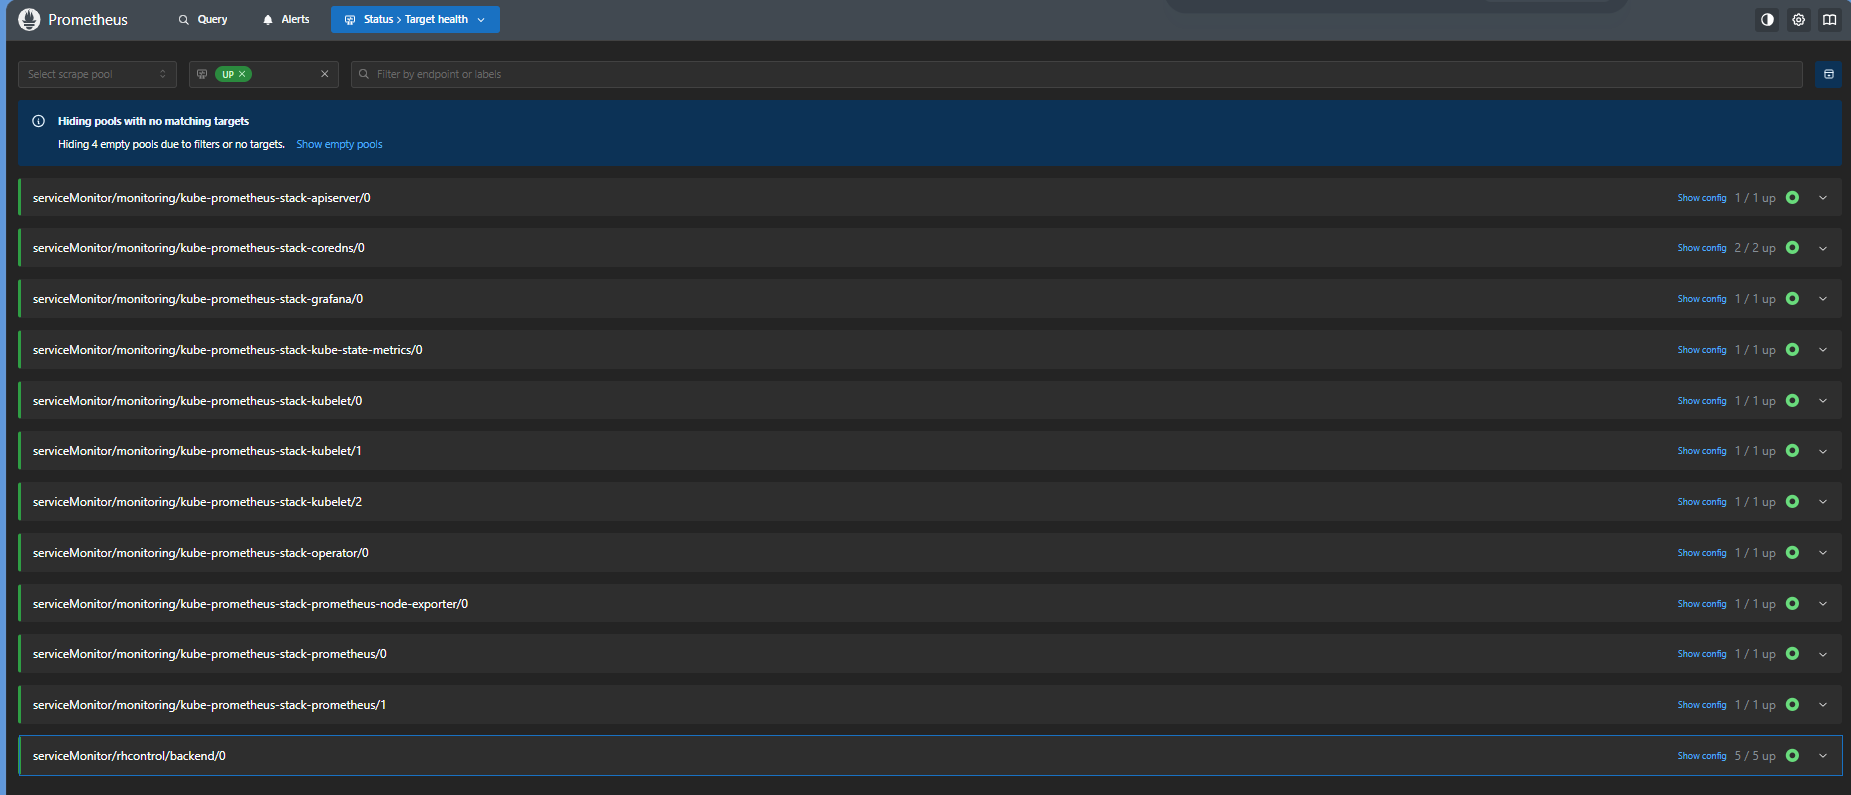 Prometheus Query Alerts Status > Target health
Select scrape pool UP Filter by endpoint or labels
Hiding pools with no matching targets
Hiding 4 empty pools due to filters or no targets. Show empty pools
serviceMonitor/monitoring/kube-prometheus-stack-apiserver/0 Show config 1 / 1 up
serviceMonitor/monitoring/kube-prometheus-stack-coredns/0 Show config 2 / 2 up
serviceMonitor/monitoring/kube-prometheus-stack-grafana/0 Show config 1 / 1 up
serviceMonitor/monitoring/kube-prometheus-stack-kube-state-metrics/0 Show config 1 / 1 up
serviceMonitor/monitoring/kube-prometheus-stack-kubelet/0 Show config 1 / 1 up
serviceMonitor/monitoring/kube-prometheus-stack-kubelet/1 Show config 1 / 1 up
serviceMonitor/monitoring/kube-prometheus-stack-kubelet/2 Show config 1 / 1 up
serviceMonitor/monitoring/kube-prometheus-stack-operator/0 Show config 1 / 1 up
serviceMonitor/monitoring/kube-prometheus-stack-prometheus-node-exporter/0 Show config 1 / 1 up
serviceMonitor/monitoring/kube-prometheus-stack-prometheus/0 Show config 1 / 1 up
serviceMonitor/monitoring/kube-prometheus-stack-prometheus/1 Show config 1 / 1 up
serviceMonitor/rhcontrol/backend/0 Show config 5 / 5 up